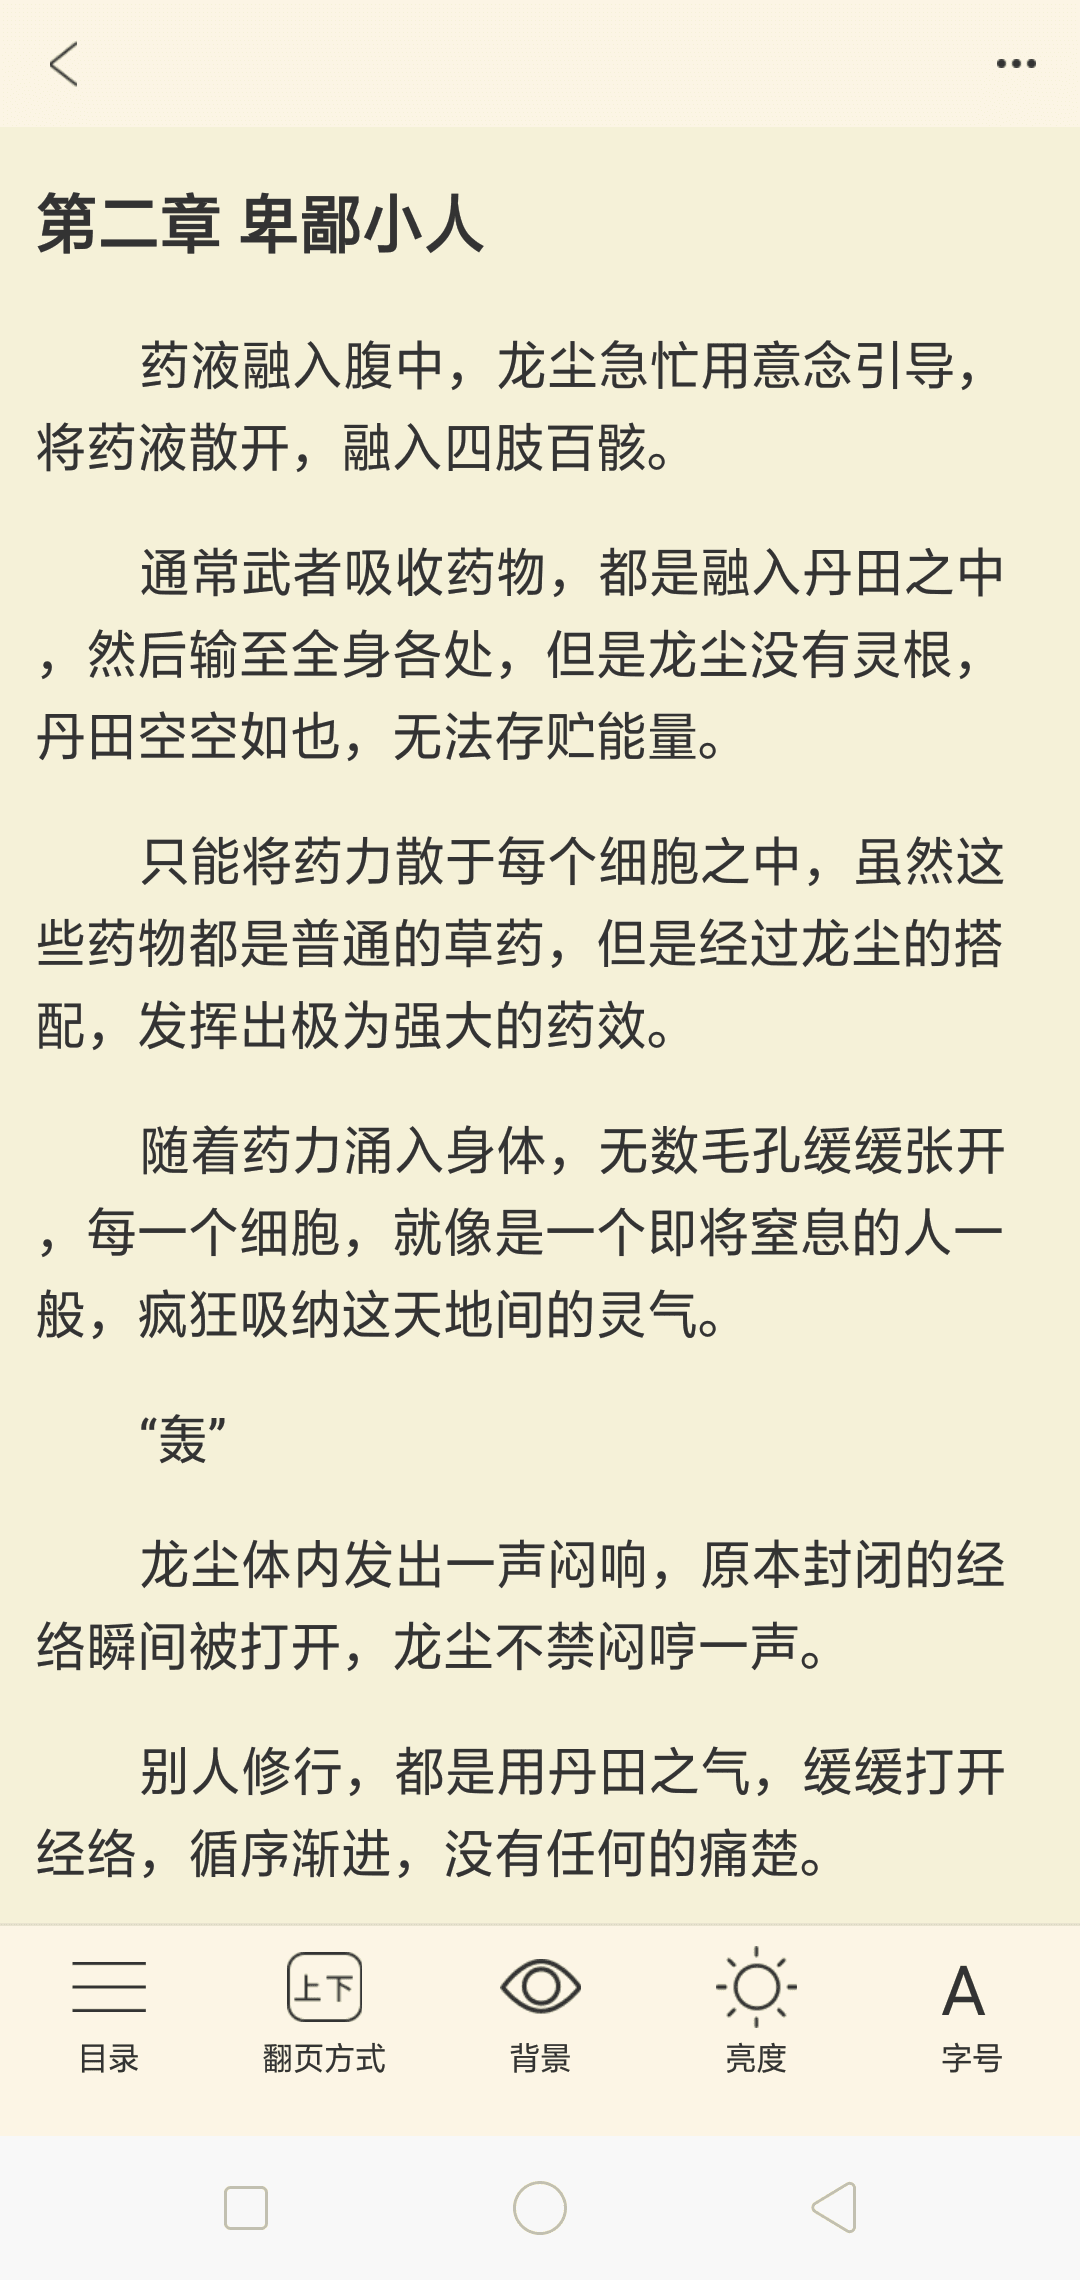 第二章 卑鄙小人
药液融入腹中，龙尘急忙用意念引导，
将药液散开，融入四肢百骸。
通常武者吸收药物，都是融入丹田之中
，然后输至全身各处，但是龙尘没有灵根，
丹田空空如也，无法存贮能量。
只能将药力散于每个细胞之中，虽然这
些药物都是普通的草药，但是经过龙尘的搭
配，发挥出极为强大的药效。
随着药力涌入身体，无数毛孔缓缓张开
，每一个细胞，就像是一个即将窒息的人一
般，疯狂吸纳这天地间的灵气。
“轰”
龙尘体内发出一声闷响，原本封闭的经
络瞬间被打开，龙尘不禁闷哼一声。
别人修行，都是用丹田之气，缓缓打开
经络，循序渐进，没有任何的痛楚。
上下
A
目录 翻页方式 背景 亮度 字号